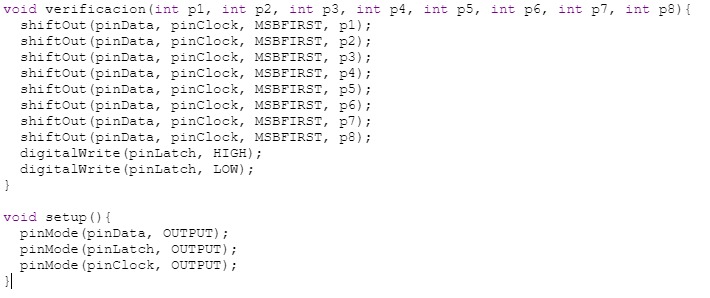 void verificacion(int p1, int p2, int p3, int p4, int p5, int p6, int p7, int p8){
  shiftOut(pinData, pinClock, MSBFIRST, p1);
  shiftOut(pinData, pinClock, MSBFIRST, p2);
  shiftOut(pinData, pinClock, MSBFIRST, p3);
  shiftOut(pinData, pinClock, MSBFIRST, p4);
  shiftOut(pinData, pinClock, MSBFIRST, p5);
  shiftOut(pinData, pinClock, MSBFIRST, p6);
  shiftOut(pinData, pinClock, MSBFIRST, p7);
  shiftOut(pinData, pinClock, MSBFIRST, p8);
  digitalWrite(pinLatch, HIGH);
  digitalWrite(pinLatch, LOW);
}

void setup(){
  pinMode(pinData, OUTPUT);
  pinMode(pinLatch, OUTPUT);
  pinMode(pinClock, OUTPUT);
}